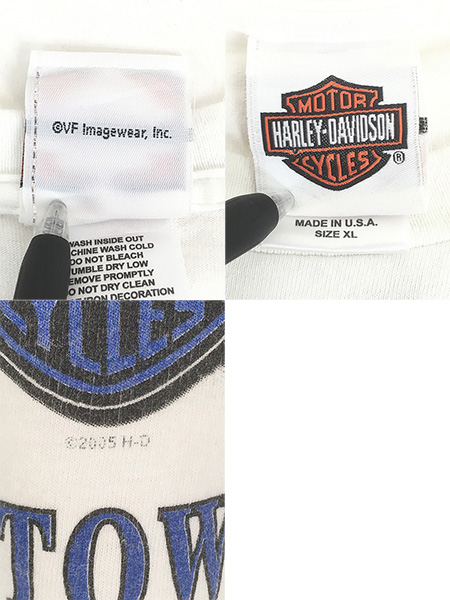 ©VF Imagewear, Inc.
WASH INSIDE OUT
MACHINE WASH COLD
DO NOT BLEACH
TUMBLE DRY LOW
REMOVE PROMPTLY
DO NOT DRY CLEAN
IRON DECORATION
MOTOR
HARLEY-DAVIDSON
CYCLES
®
MADE IN U.S.A.
SIZE XL
CYCLES
©2005 H-D
TOW